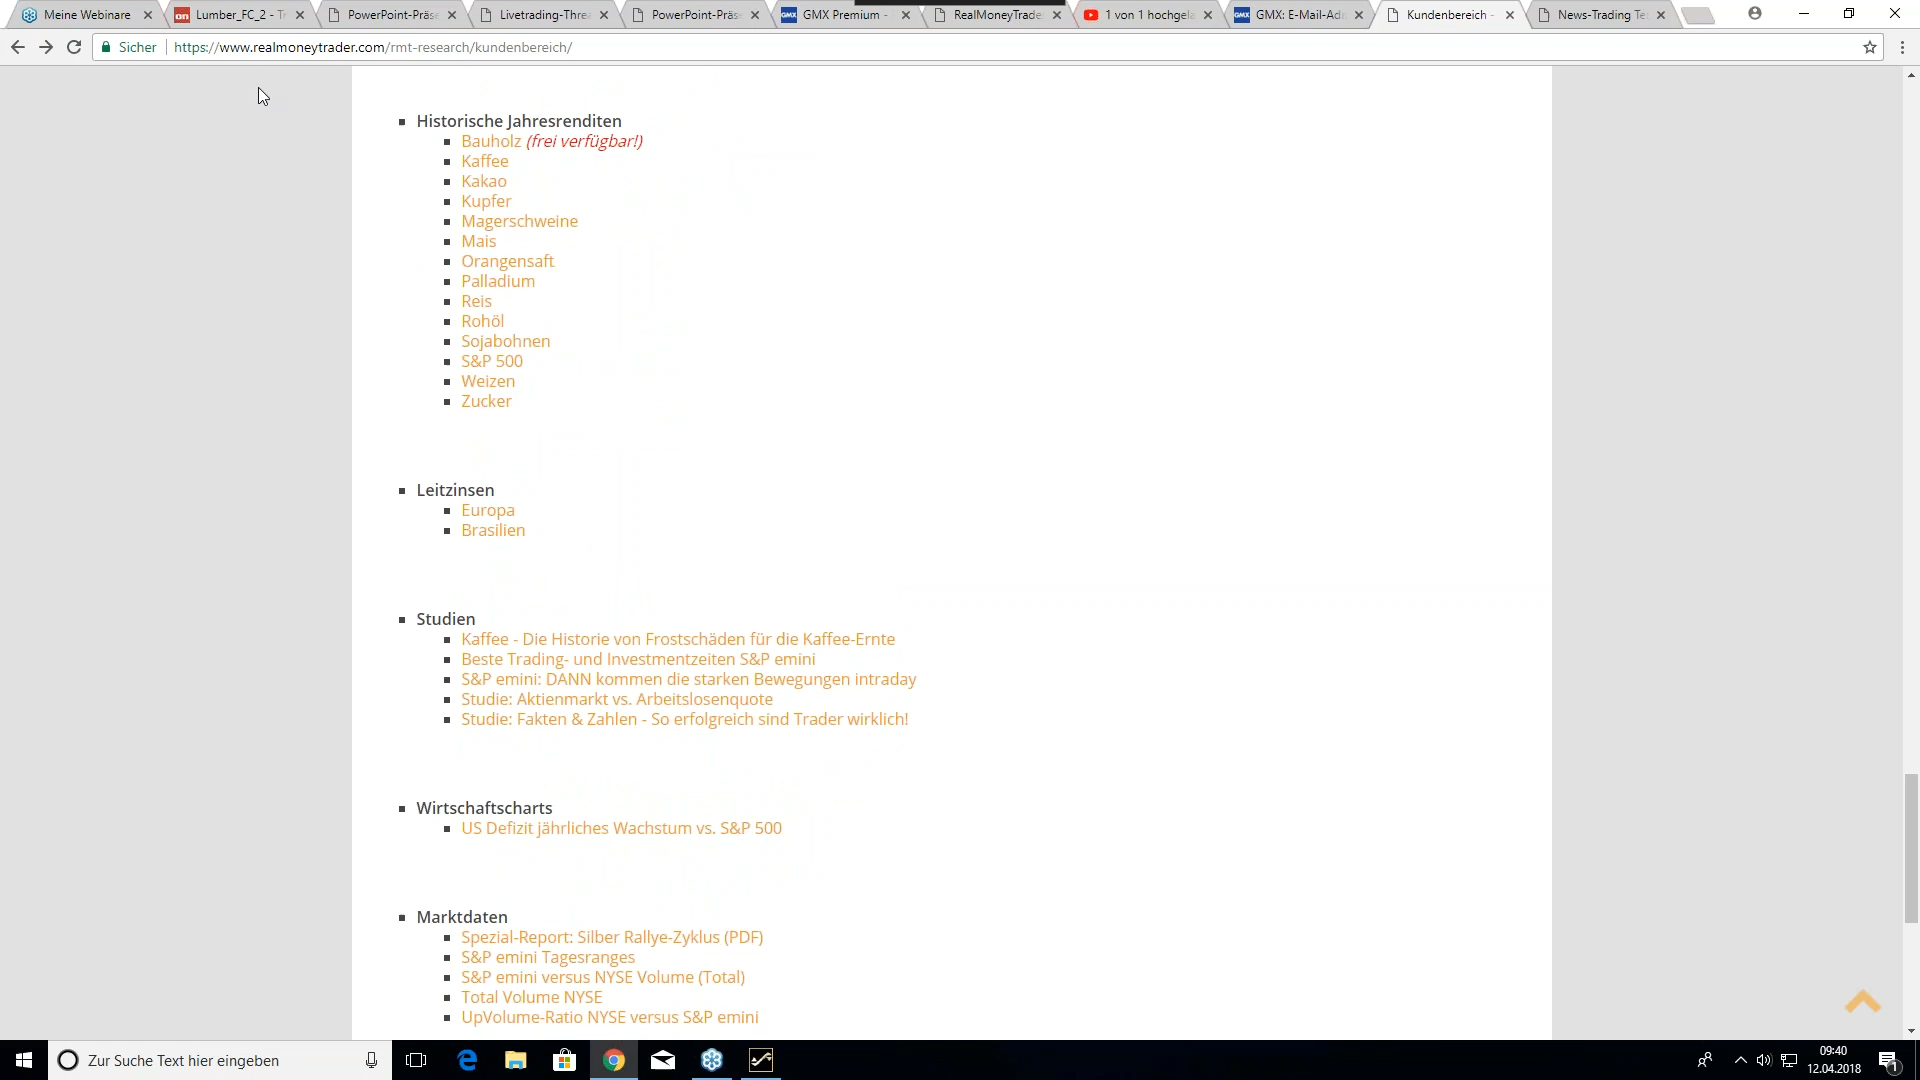 Meine Webinare
Lumber_FC_2 - Tr
PowerPoint-Präse
Livetrading-Threa
PowerPoint-Präse
GMX Premium -
RealMoneyTrader
1 von 1 hochgela
GMX: E-Mail-Adr
Kundenbereich -
News-Trading Te
Sicher
https://www.realmoneytrader.com/rmt-research/kundenbereich/
Historische Jahresrenditen
Bauholz (frei verfügbar!)
Kaffee
Kakao
Kupfer
Magerschweine
Mais
Orangensaft
Palladium
Reis
Rohöl
Sojabohnen
S&P 500
Weizen
Zucker
Leitzinsen
Europa
Brasilien
Studien
Kaffee - Die Historie von Frostschäden für die Kaffee-Ernte
Beste Trading- und Investmentzeiten S&P emini
S&P emini: DANN kommen die starken Bewegungen intraday
Studie: Aktienmarkt vs. Arbeitslosenquote
Studie: Fakten & Zahlen - So erfolgreich sind Trader wirklich!
Wirtschaftscharts
US Defizit jährliches Wachstum vs. S&P 500
Marktdaten
Spezial-Report: Silber Rallye-Zyklus (PDF)
S&P emini Tagesranges
S&P emini versus NYSE Volume (Total)
Total Volume NYSE
UpVolume-Ratio NYSE versus S&P emini
Zur Suche Text hier eingeben
09:40
12.04.2018
1